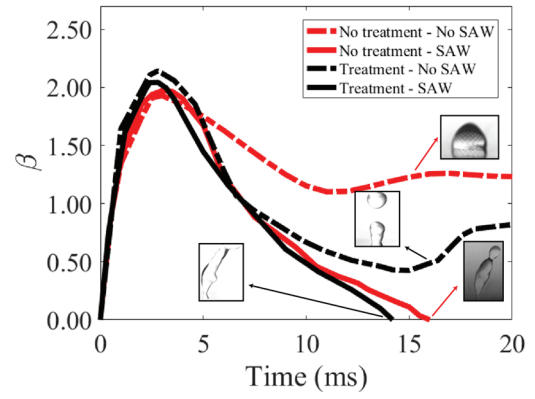 No treatment - No SAW
No treatment - SAW
Treatment - No SAW
Treatment - SAW
2.50
2.00
1.50
1.00
0.50
0.00
β
0
5
10
15
20
Time (ms)